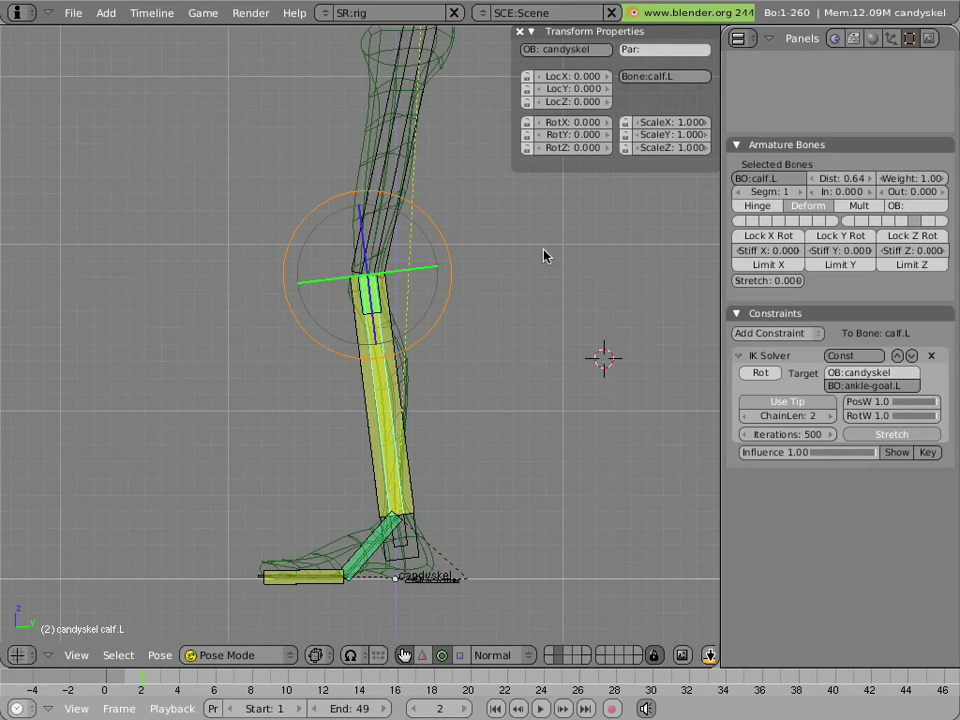 File Add Timeline Game Render Help SR:rig SCE:Scene www.blender.org 244 Bo:1-260 | Mem:12.09M candyskel
Transform Properties
OB: candyskel Par:
LocX: 0.000 Bone:calf.L
LocY: 0.000
LocZ: 0.000
RotX: 0.000 ScaleX: 1.000
RotY: 0.000 ScaleY: 1.000
RotZ: 0.000 ScaleZ: 1.000
Panels
Armature Bones
Selected Bones
BO:calf.L Dist: 0.64 Weight: 1.00
Segm: 1 In: 0.000 Out: 0.000
Hinge Deform Mult OB:
Lock X Rot Lock Y Rot Lock Z Rot
Stiff X: 0.000 Stiff Y: 0.000 Stiff Z: 0.000
Limit X Limit Y Limit Z
Stretch: 0.000
Constraints
Add Constraint To Bone: calf.L
IK Solver Const
Rot Target OB:candyskel
BO:ankle-goal.L
Use Tip PosW 1.0
ChainLen: 2 RotW 1.0
Iterations: 500 Stretch
Influence 1.00 Show Key
candyskel
z
y
(2) candyskel calf.L
View Select Pose Pose Mode Normal
-4 -2 0 2 4 6 8 10 12 14 16 18 20 22 24 26 28 30 32 34 36 38 40 42 44 46
View Frame Playback Pr Start: 1 End: 49 2